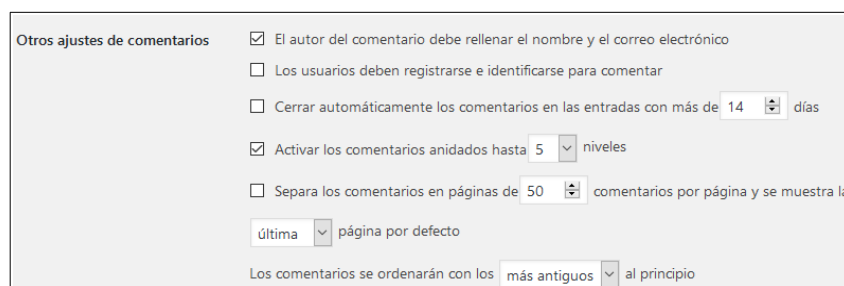 Otros ajustes de comentarios
El autor del comentario debe rellenar el nombre y el correo electrónico
Los usuarios deben registrarse e identificarse para comentar
Cerrar automáticamente los comentarios en las entradas con más de 14 días
Activar los comentarios anidados hasta 5 niveles
Separa los comentarios en páginas de 50 comentarios por página y se muestra la
última página por defecto
Los comentarios se ordenarán con los más antiguos al principio